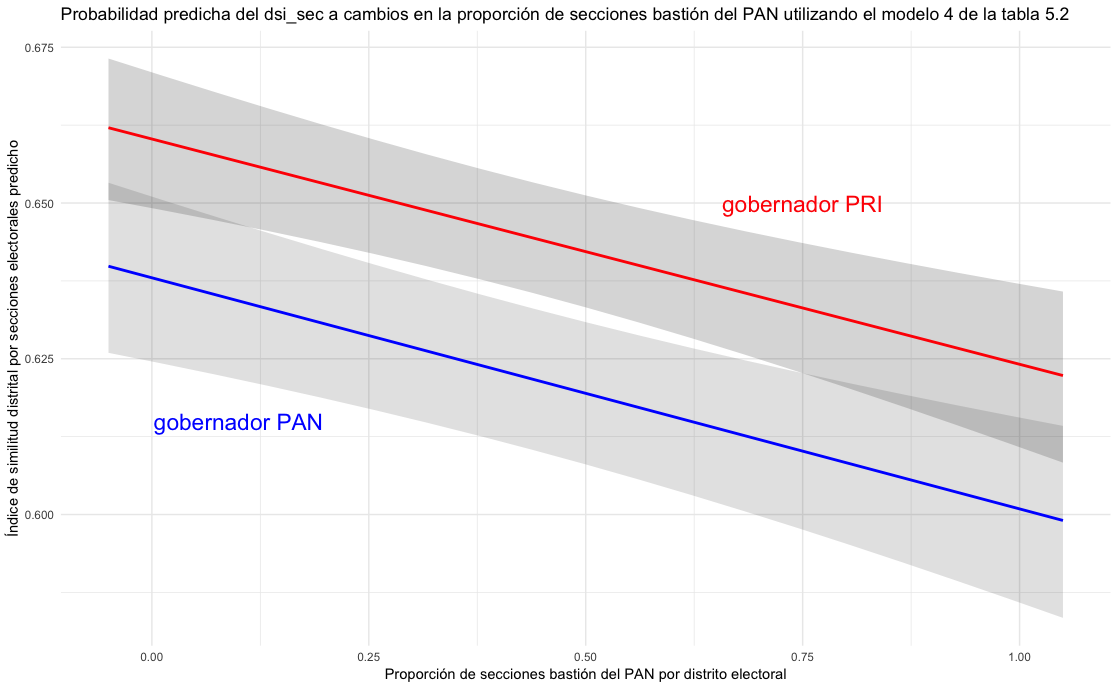 Probabilidad predicha del dsi_sec a cambios en la proporción de secciones bastión del PAN utilizando el modelo 4 de la tabla 5.2
Índice de similitud distrital por secciones electorales predicho
0.675
0.650
0.625
0.600
gobernador PRI
gobernador PAN
0.00
0.25
0.50
0.75
1.00
Proporción de secciones bastión del PAN por distrito electoral